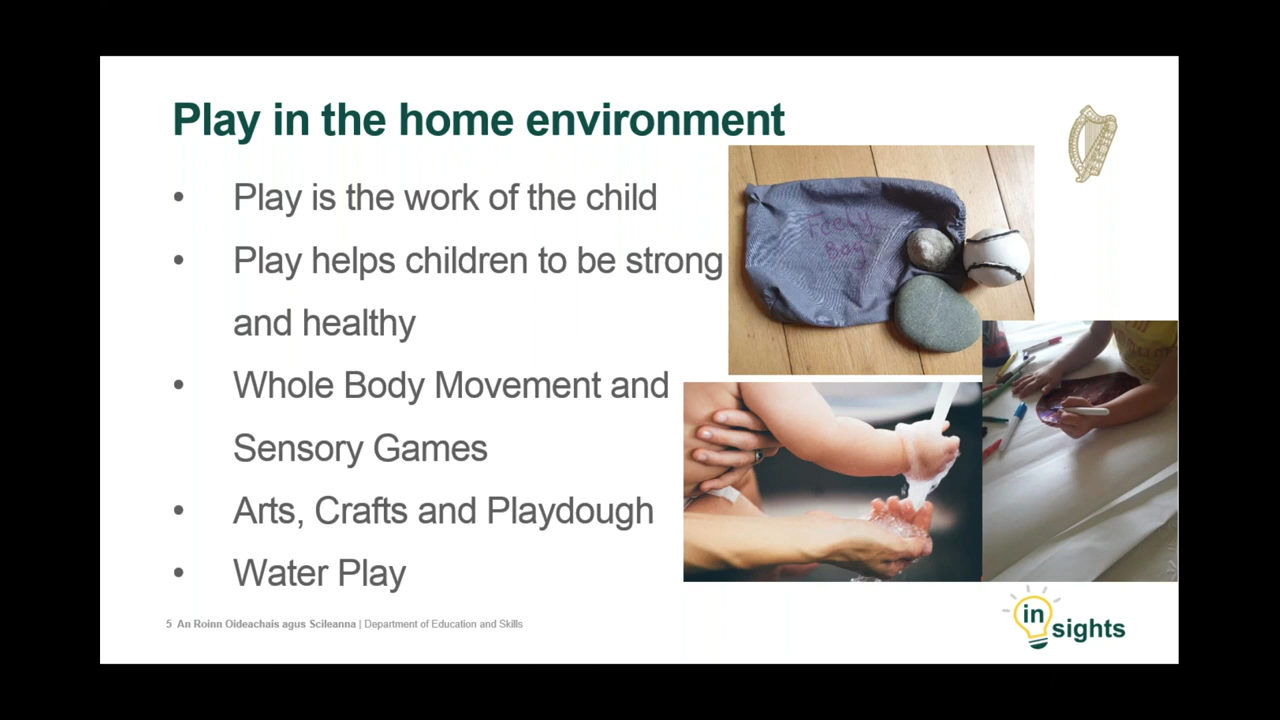 Play in the home environment
• Play is the work of the child
• Play helps children to be strong
and healthy
• Whole Body Movement and
Sensory Games
• Arts, Crafts and Playdough
• Water Play
Feely
Bag
5 An Roinn Oideachais agus Scileanna | Department of Education and Skills
in
sights